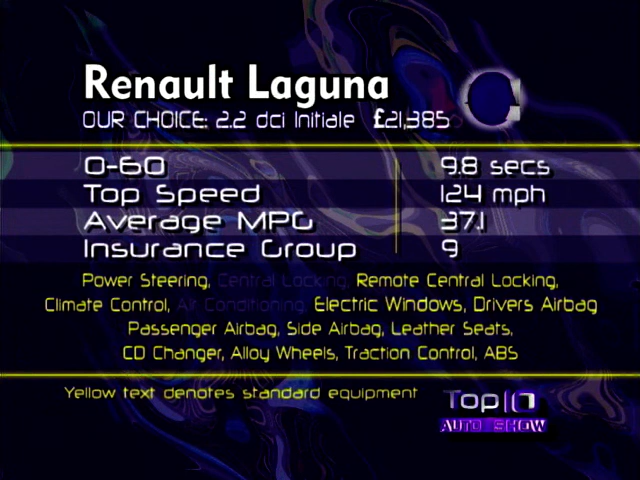 Renault Laguna
OUR CHOICE: 2.2 dci Initiale £21,385
0-60 9.8 secs
Top Speed 124 mph
Average MPG 37.1
Insurance Group 9
Power Steering, Central Locking, Remote Central Locking,
Climate Control, Air Conditioning, Electric Windows, Drivers Airbag
Passenger Airbag, Side Airbag, Leather Seats,
CD Changer, Alloy Wheels, Traction Control, ABS
Yellow text denotes standard equipment
Top 10
AUTO SHOW